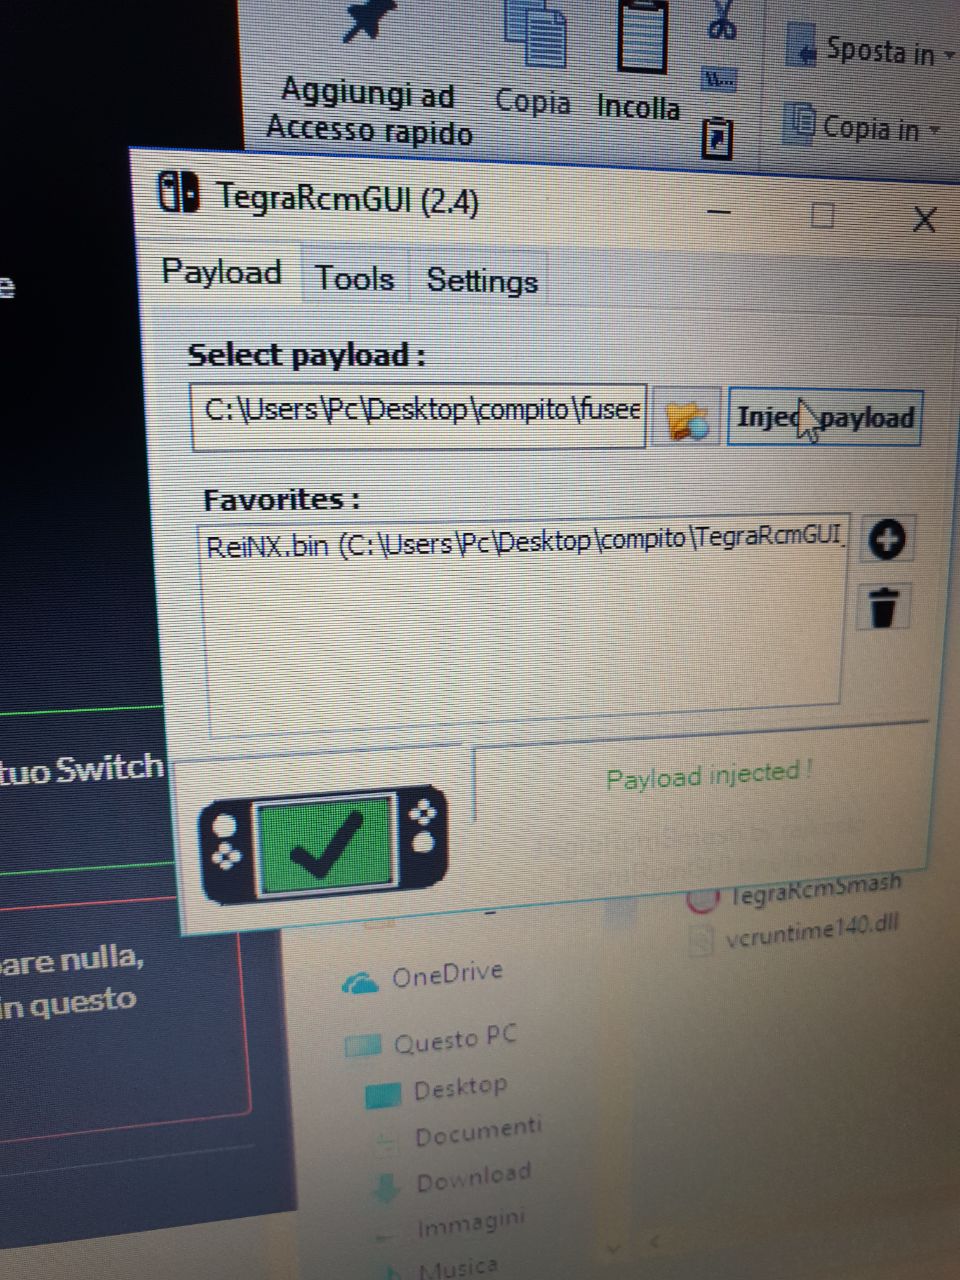 Aggiungi ad
Accesso rapido
Copia
Incolla
Sposta in
Copia in
TegraRcmGUI (2.4)
Payload
Tools
Settings
Select payload :
C:\Users\Pc\Desktop\compito\fusee
Inject payload
Favorites :
ReiNX.bin (C:\Users\Pc\Desktop\compito\TegraRcmGUI_
Payload injected !
e
tuo Switch
are nulla,
in questo
TegraRcmSmash
vcruntime140.dll
OneDrive
Questo PC
Desktop
Documenti
Download
Immagini
Musica